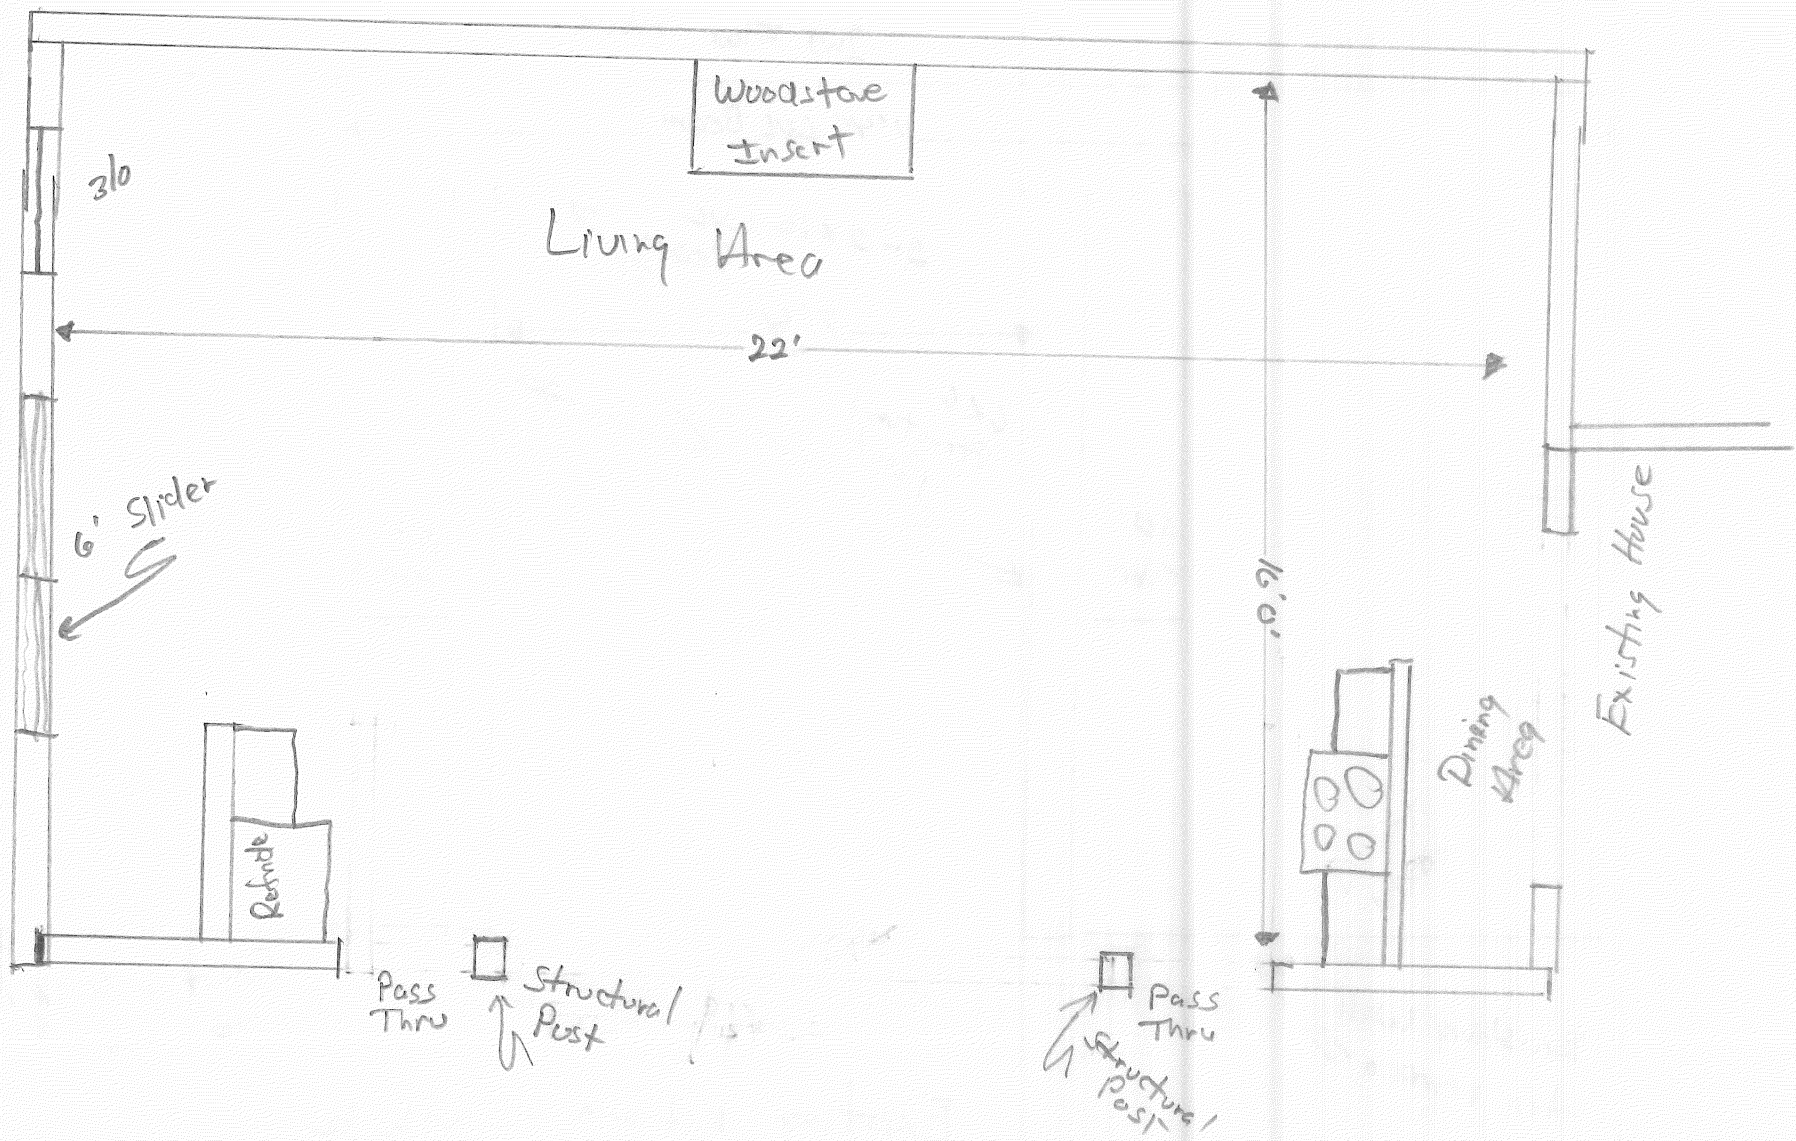 Woodstove
Insert
3/0
Living Area
22'
6' Slider
16'0"
Existing House
Dining
Area
Refride
Pass
Thru
Structural
Post
Pass
Thru
Structural
Post